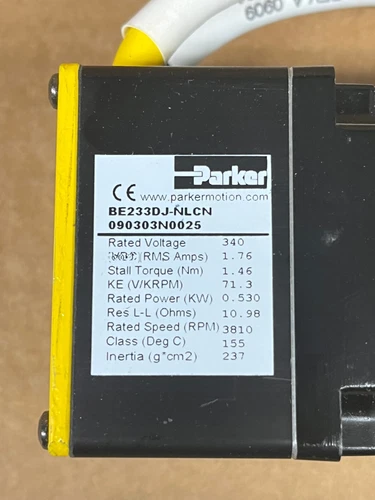 9060
Parker
CE www.parkermotion.com
BE233DJ-NLCN
090303N0025
Rated Voltage 340
(RMS Amps) 1.76
Stall Torque (Nm) 1.46
KE (V/KRPM) 71.3
Rated Power (KW) 0.530
Res L-L (Ohms) 10.98
Rated Speed (RPM) 3810
Class (Deg C) 155
Inertia (g*cm2) 237